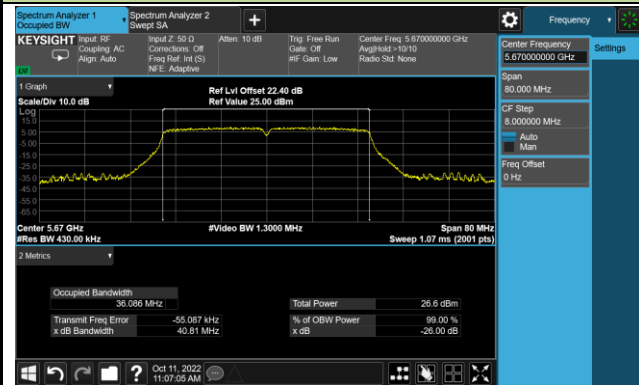 Spectrum Analyzer 1
Occupied BW
Spectrum Analyzer 2
Swept SA
+
Frequency
KEYSIGHT
Input: RF
Coupling: AC
Align: Auto
Input Z: 50 Ω
Corrections: Off
Freq Ref: Int (S)
NFE: Adaptive
Atten: 10 dB
Trig: Free Run
Gate: Off
#IF Gain: Low
Center Freq: 5.670000000 GHz
Avg|Hold:>10/10
Radio Std: None
Center Frequency
5.670000000 GHz
Settings
Span
80.000 MHz
CF Step
8.000000 MHz
Auto
Man
Freq Offset
0 Hz
1 Graph
Scale/Div 10.0 dB
Ref Lvl Offset 22.40 dB
Ref Value 25.00 dBm
Log
15.0
5.00
-5.00
-15.0
-25.0
-35.0
-45.0
-55.0
-65.0
Center 5.67 GHz
#Res BW 430.00 kHz
#Video BW 1.3000 MHz
Span 80 MHz
Sweep 1.07 ms (2001 pts)
2 Metrics
Occupied Bandwidth
36.086 MHz
Transmit Freq Error -55.087 kHz
x dB Bandwidth 40.81 MHz
Total Power 26.6 dBm
% of OBW Power 99.00 %
x dB -26.00 dB
?
Oct 11, 2022
11:07:05 AM